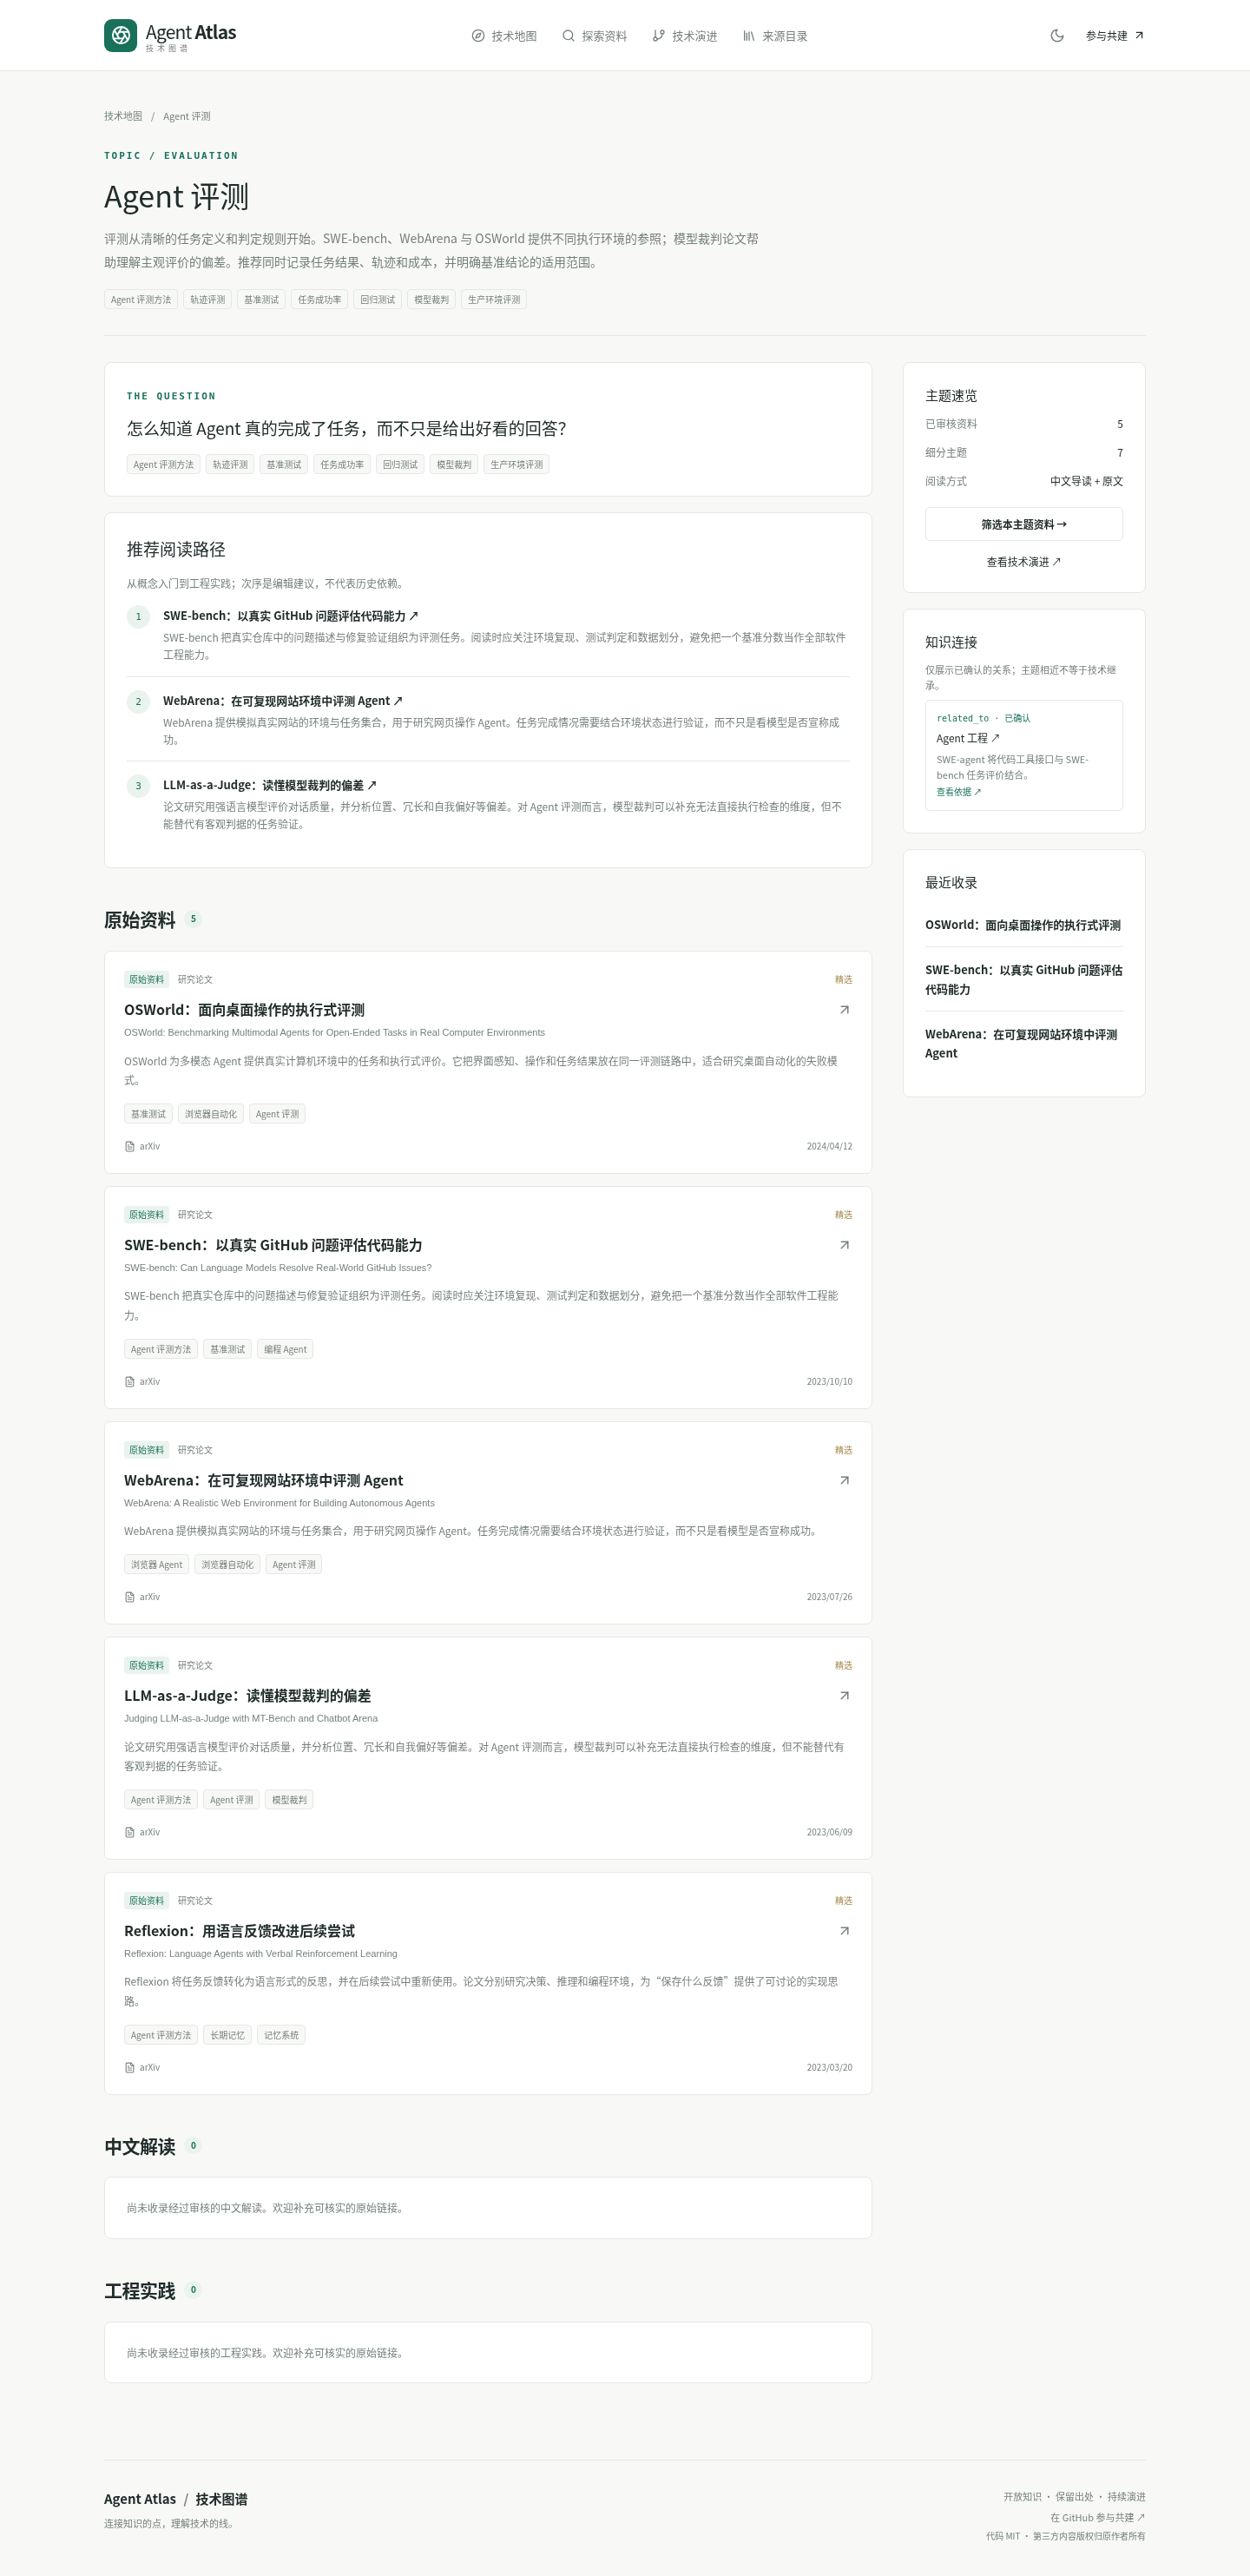 Agent Atlas
技术图谱
技术地图
探索资料
技术演进
来源目录
参与共建 ↗
技术地图 / Agent 评测
TOPIC / EVALUATION
Agent 评测
评测从清晰的任务定义和判定规则开始。SWE-bench、WebArena 与 OSWorld 提供不同执行环境的参照；模型裁判论文帮
助理解主观评价的偏差。推荐同时记录任务结果、轨迹和成本，并明确基准结论的适用范围。
Agent 评测方法 轨迹评测 基准测试 任务成功率 回归测试 模型裁判 生产环境评测
THE QUESTION
怎么知道 Agent 真的完成了任务，而不只是给出好看的回答？
Agent 评测方法 轨迹评测 基准测试 任务成功率 回归测试 模型裁判 生产环境评测
推荐阅读路径
从概念入门到工程实践；次序是编辑建议，不代表历史依赖。
1
SWE-bench：以真实 GitHub 问题评估代码能力 ↗
SWE-bench 把真实仓库中的问题描述与修复验证组织为评测任务。阅读时应关注环境复现、测试判定和数据划分，避免把一个基准分数当作全部软件
工程能力。
2
WebArena：在可复现网站环境中评测 Agent ↗
WebArena 提供模拟真实网站的环境与任务集合，用于研究网页操作 Agent。任务完成情况需要结合环境状态进行验证，而不只是看模型是否宣称成
功。
3
LLM-as-a-Judge：读懂模型裁判的偏差 ↗
论文研究用强语言模型评价对话质量，并分析位置、冗长和自我偏好等偏差。对 Agent 评测而言，模型裁判可以补充无法直接执行检查的维度，但不
能替代有客观判据的任务验证。
原始资料 5
原始资料 研究论文 精选
OSWorld：面向桌面操作的执行式评测
OSWorld: Benchmarking Multimodal Agents for Open-Ended Tasks in Real Computer Environments
OSWorld 为多模态 Agent 提供真实计算机环境中的任务和执行式评价。它把界面感知、操作和任务结果放在同一评测链路中，适合研究桌面自动化的失败模
式。
基准测试 浏览器自动化 Agent 评测
arXiv 2024/04/12
原始资料 研究论文 精选
SWE-bench：以真实 GitHub 问题评估代码能力
SWE-bench: Can Language Models Resolve Real-World GitHub Issues?
SWE-bench 把真实仓库中的问题描述与修复验证组织为评测任务。阅读时应关注环境复现、测试判定和数据划分，避免把一个基准分数当作全部软件工程能
力。
Agent 评测方法 基准测试 编程 Agent
arXiv 2023/10/10
原始资料 研究论文 精选
WebArena：在可复现网站环境中评测 Agent
WebArena: A Realistic Web Environment for Building Autonomous Agents
WebArena 提供模拟真实网站的环境与任务集合，用于研究网页操作 Agent。任务完成情况需要结合环境状态进行验证，而不只是看模型是否宣称成功。
浏览器 Agent 浏览器自动化 Agent 评测
arXiv 2023/07/26
原始资料 研究论文 精选
LLM-as-a-Judge：读懂模型裁判的偏差
Judging LLM-as-a-Judge with MT-Bench and Chatbot Arena
论文研究用强语言模型评价对话质量，并分析位置、冗长和自我偏好等偏差。对 Agent 评测而言，模型裁判可以补充无法直接执行检查的维度，但不能替代有
客观判据的任务验证。
Agent 评测方法 Agent 评测 模型裁判
arXiv 2023/06/09
原始资料 研究论文 精选
Reflexion：用语言反馈改进后续尝试
Reflexion: Language Agents with Verbal Reinforcement Learning
Reflexion 将任务反馈转化为语言形式的反思，并在后续尝试中重新使用。论文分别研究决策、推理和编程环境，为“保存什么反馈”提供了可讨论的实现思
路。
Agent 评测方法 长期记忆 记忆系统
arXiv 2023/03/20
中文解读 0
尚未收录经过审核的中文解读。欢迎补充可核实的原始链接。
工程实践 0
尚未收录经过审核的工程实践。欢迎补充可核实的原始链接。
主题速览
已审核资料 5
细分主题 7
阅读方式 中文导读 + 原文
筛选本主题资料 →
查看技术演进 ↗
知识连接
仅展示已确认的关系；主题相近不等于技术继
承。
related_to · 已确认
Agent 工程 ↗
SWE-agent 将代码工具接口与 SWE-
bench 任务评价结合。
查看依据 ↗
最近收录
OSWorld：面向桌面操作的执行式评测
SWE-bench：以真实 GitHub 问题评估
代码能力
WebArena：在可复现网站环境中评测
Agent
Agent Atlas / 技术图谱
连接知识的点，理解技术的线。
开放知识 · 保留出处 · 持续演进
在 GitHub 参与共建 ↗
代码 MIT · 第三方内容版权归原作者所有